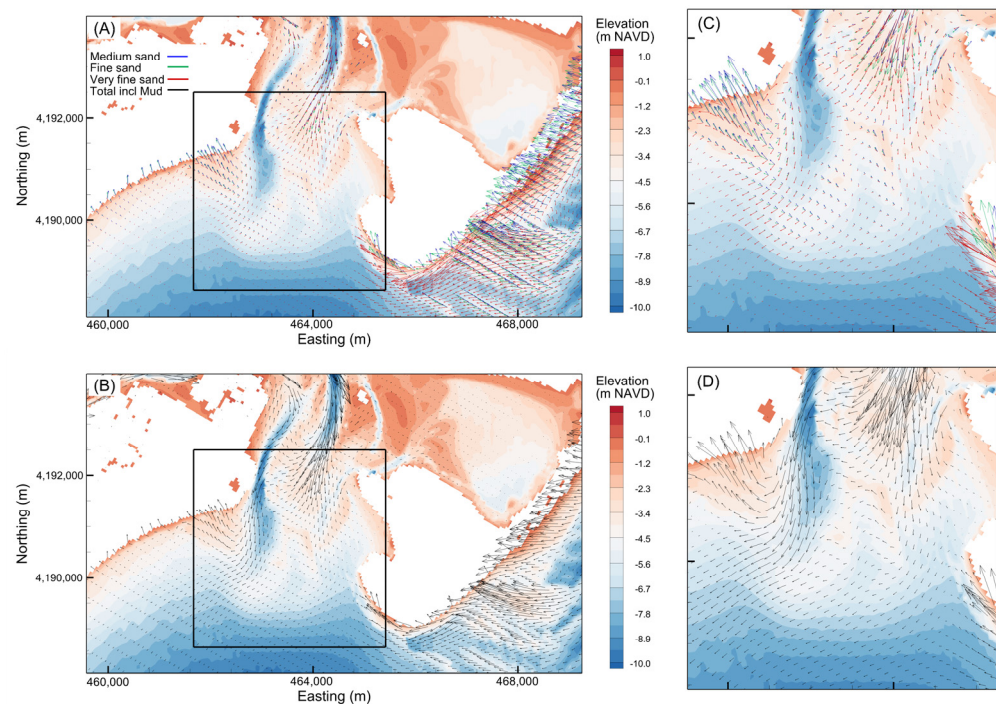 (A)
Medium sand
Fine sand
Very fine sand
Total incl Mud
Northing (m)
4,192,000
4,190,000
460,000
464,000
468,000
Easting (m)
Elevation
(m NAVD)
1.0
-0.1
-1.2
-2.3
-3.4
-4.5
-5.6
-6.7
-7.8
-8.9
-10.0
(C)
(B)
Northing (m)
4,192,000
4,190,000
460,000
464,000
468,000
Easting (m)
Elevation
(m NAVD)
1.0
-0.1
-1.2
-2.3
-3.4
-4.5
-5.6
-6.7
-7.8
-8.9
-10.0
(D)